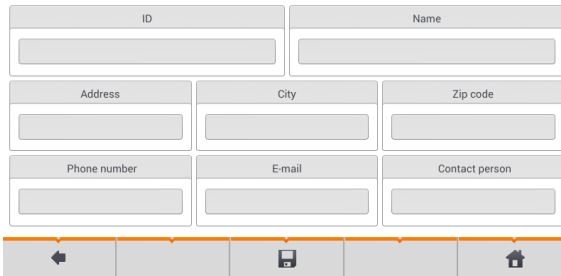 ID Name
Address City Zip code
Phone number E-mail Contact person